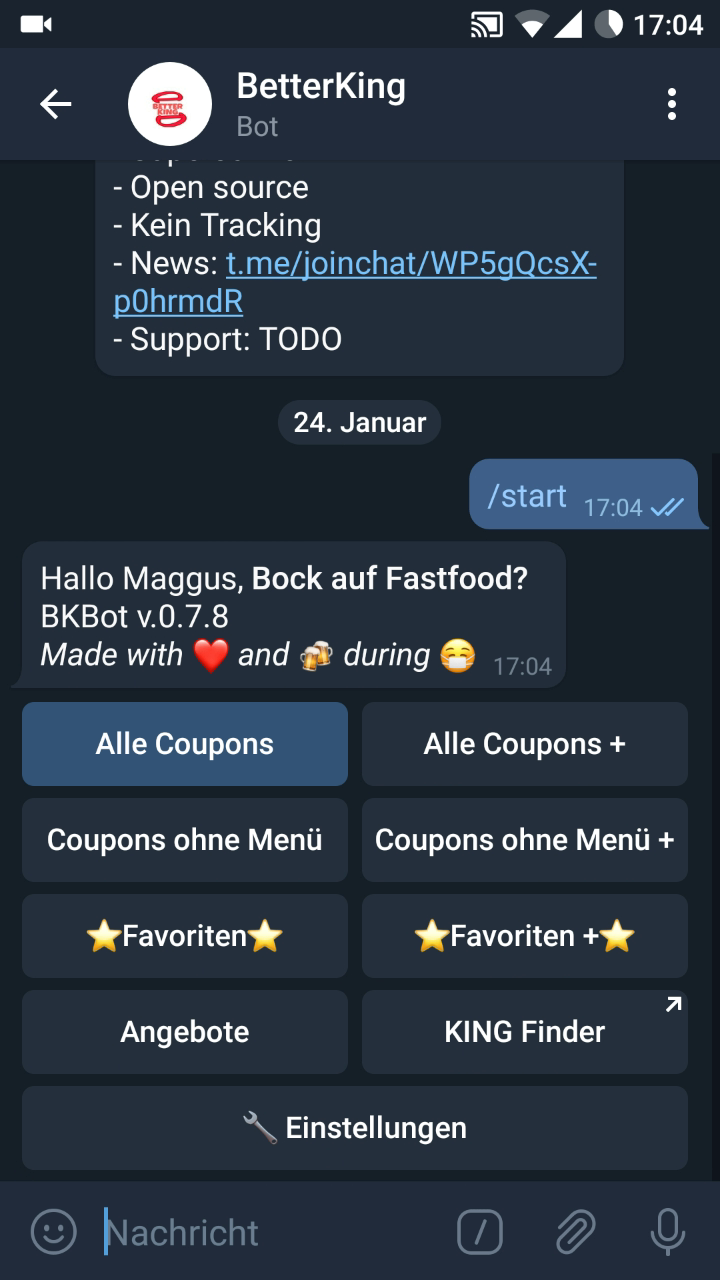 17:04
BetterKing
Bot
BETTER
KING
- Open source
- Kein Tracking
- News: t.me/joinchat/WP5gQcsX-
p0hrmdR
- Support: TODO
24. Januar
/start 17:04
Hallo Maggus, Bock auf Fastfood?
BKBot v.0.7.8
Made with ❤️ and 🍻 during 😷 17:04
Alle Coupons
Alle Coupons +
Coupons ohne Menü
Coupons ohne Menü +
⭐Favoriten⭐
⭐Favoriten +⭐
Angebote
KING Finder
🔧 Einstellungen
Nachricht